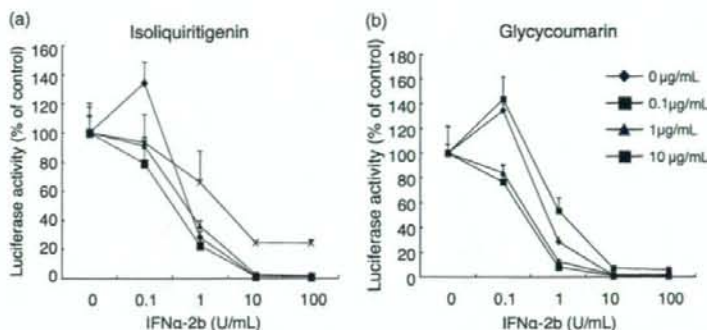 (a)
Isoliquiritigenin
Luciferase activity (% of control)
160
140
120
100
80
60
40
20
0
0 0.1 1 10 100
IFNα-2b (U/mL)
(b)
Glycycoumarin
Luciferase activity (% of control)
180
160
140
120
100
80
60
40
20
0
0 0.1 1 10 100
IFNα-2b (U/mL)
0 µg/mL
0.1µg/mL
1µg/mL
10 µg/mL